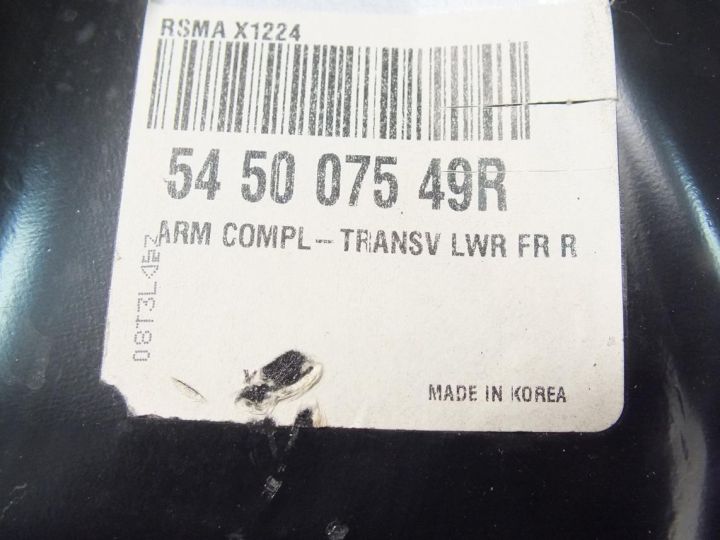 RSMA X1224
54 50 075 49R
ARM COMPL- TRANSV LWR FR R
MADE IN KOREA